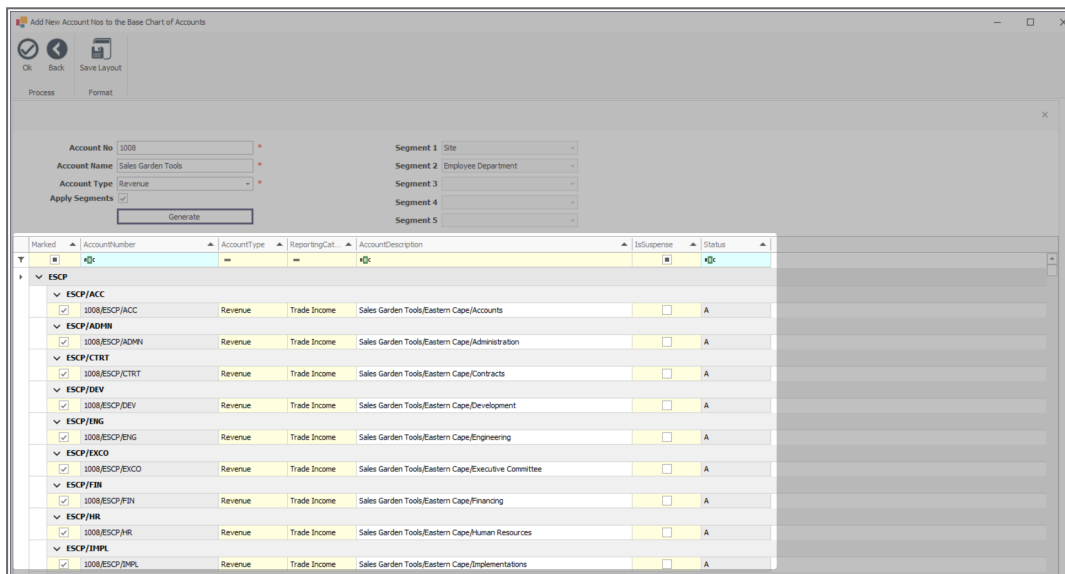 Add New Account Nos to the Base Chart of Accounts
Ok Back Save Layout
Process Format
Account No 1008 * Segment 1 Site
Account Name Sales Garden Tools * Segment 2 Employee Department
Account Type Revenue * Segment 3
Apply Segments Segment 4
Generate Segment 5
Marked AccountNumber AccountType ReportingCat... AccountDescription IsSuspense Status
ESCP
ESCP/ACC
1008/ESCP/ACC Revenue Trade Income Sales Garden Tools/Eastern Cape/Accounts A
ESCP/ADMN
1008/ESCP/ADMN Revenue Trade Income Sales Garden Tools/Eastern Cape/Administration A
ESCP/CTRT
1008/ESCP/CTRT Revenue Trade Income Sales Garden Tools/Eastern Cape/Contracts A
ESCP/DEV
1008/ESCP/DEV Revenue Trade Income Sales Garden Tools/Eastern Cape/Development A
ESCP/ENG
1008/ESCP/ENG Revenue Trade Income Sales Garden Tools/Eastern Cape/Engineering A
ESCP/EXCO
1008/ESCP/EXCO Revenue Trade Income Sales Garden Tools/Eastern Cape/Executive Committee A
ESCP/FIN
1008/ESCP/FIN Revenue Trade Income Sales Garden Tools/Eastern Cape/Financing A
ESCP/HR
1008/ESCP/HR Revenue Trade Income Sales Garden Tools/Eastern Cape/Human Resources A
ESCP/IMPL
1008/ESCP/IMPL Revenue Trade Income Sales Garden Tools/Eastern Cape/Implementations A